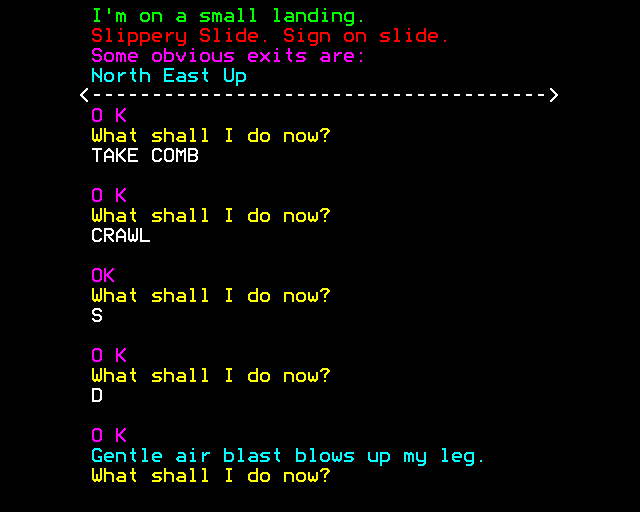 I'm on a small landing.
Slippery Slide. Sign on slide.
Some obvious exits are:
North East Up
<---------------------------------------------->
O K
What shall I do now?
TAKE COMB
O K
What shall I do now?
CRAWL
OK
What shall I do now?
S
O K
What shall I do now?
D
O K
Gentle air blast blows up my leg.
What shall I do now?